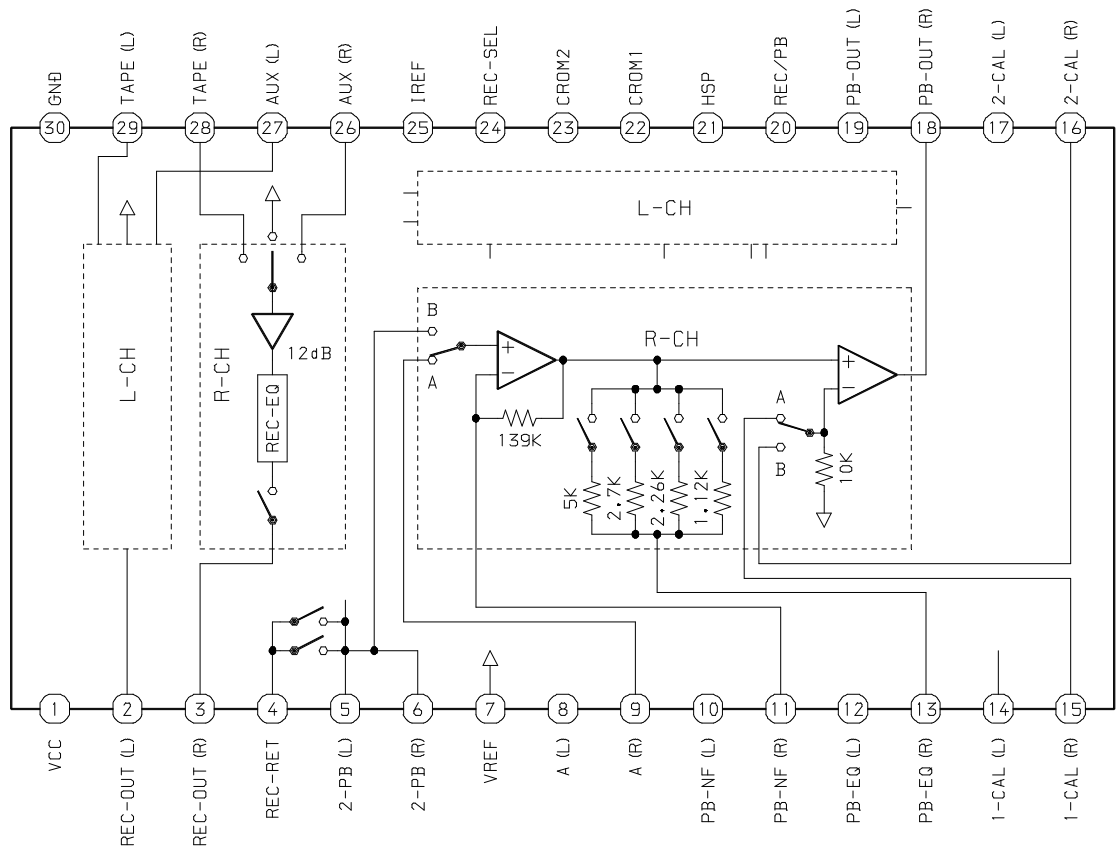 GND
TAPE (L)
TAPE (R)
AUX (L)
AUX (R)
IREF
REC-SEL
CROM2
CROM1
HSP
REC/PB
PB-OUT (L)
PB-OUT (R)
2-CAL (L)
2-CAL (R)
30
29
28
27
26
25
24
23
22
21
20
19
18
17
16
L-CH
B
R-CH
12dB
L-CH
R-CH
+
−
+
−
A
A
REC-EQ
139K
B
10K
5K
2,7K
2,26K
1,12K
1
2
3
4
5
6
7
8
9
10
11
12
13
14
15
VCC
REC-OUT (L)
REC-OUT (R)
REC-RET
2-PB (L)
2-PB (R)
VREF
A (L)
A (R)
PB-NF (L)
PB-NF (R)
PB-EQ (L)
PB-EQ (R)
1-CAL (L)
1-CAL (R)